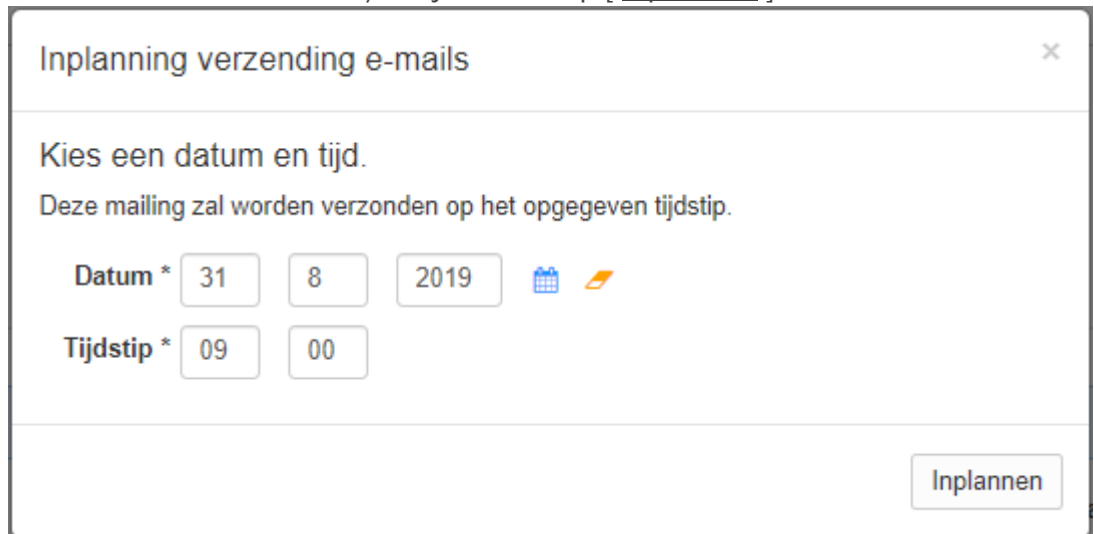 Inplanning verzending e-mails ×
Kies een datum en tijd.
Deze mailing zal worden verzonden op het opgegeven tijdstip.
Datum * 31 8 2019
Tijdstip * 09 00
Inplannen